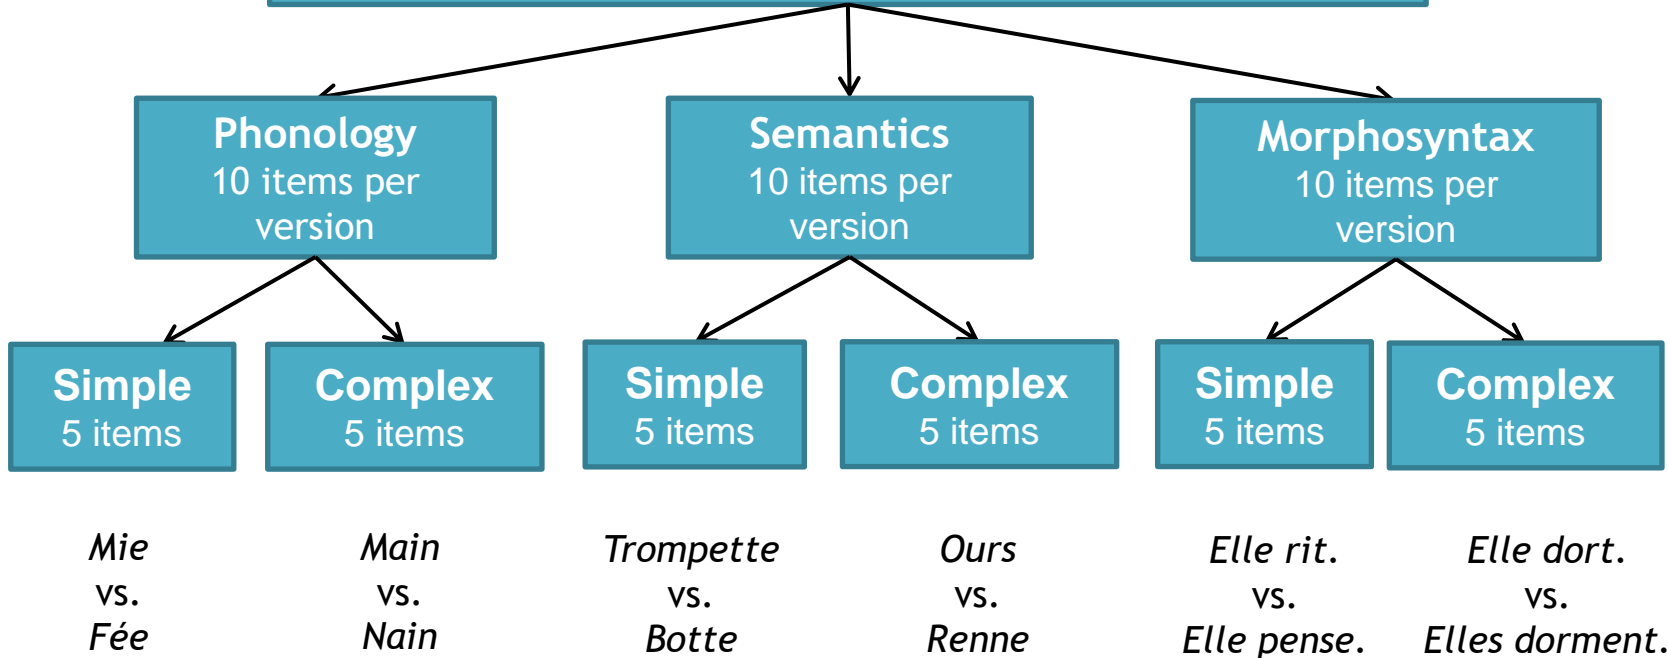 Phonology
10 items per
version
Semantics
10 items per
version
Morphosyntax
10 items per
version
Simple
5 items
Complex
5 items
Simple
5 items
Complex
5 items
Simple
5 items
Complex
5 items
Mie
vs.
Fée
Main
vs.
Nain
Trompette
vs.
Botte
Ours
vs.
Renne
Elle rit.
vs.
Elle pense.
Elle dort.
vs.
Elles dorment.